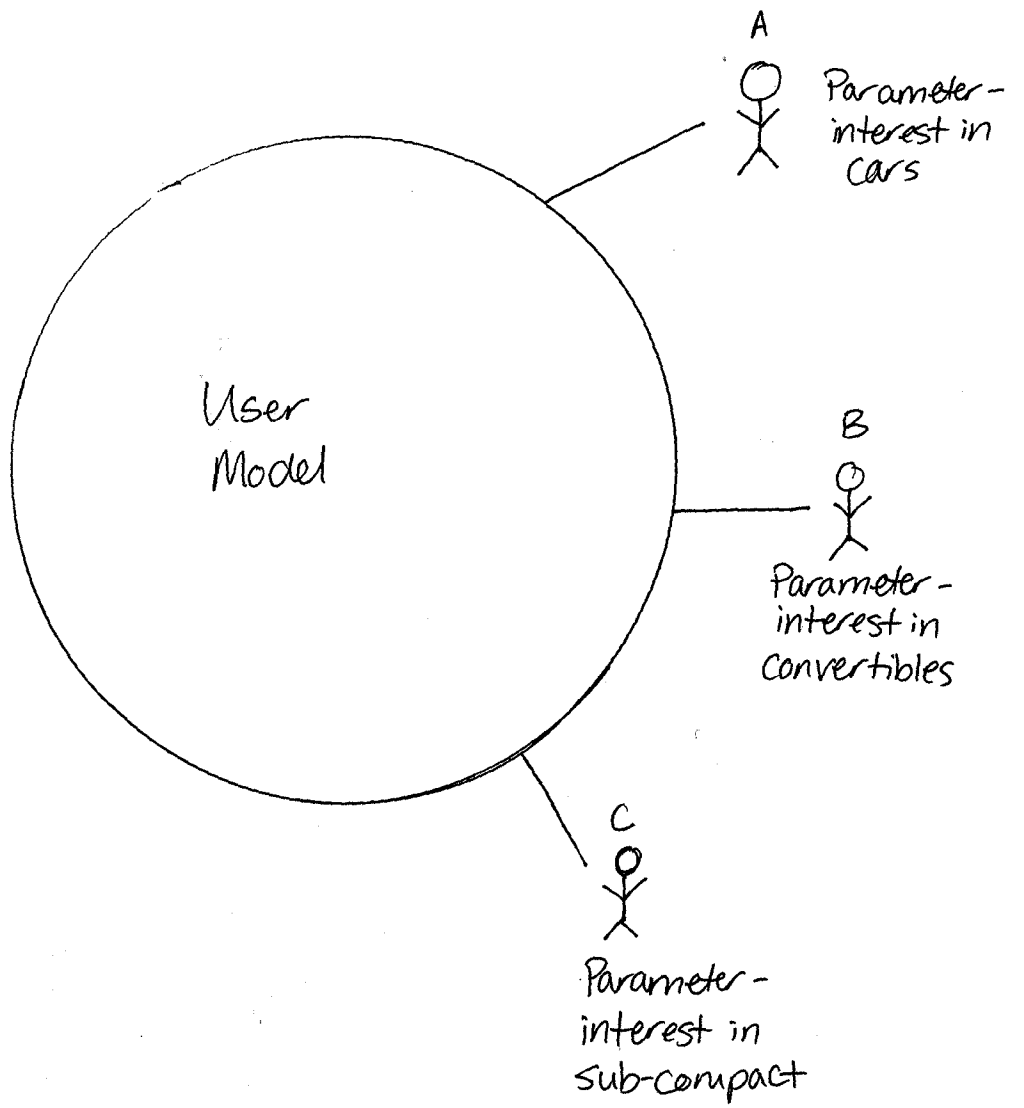 A
Parameter-
interest in
cars
User
Model
B
Parameter-
interest in
convertibles
C
Parameter-
interest in
sub-compact